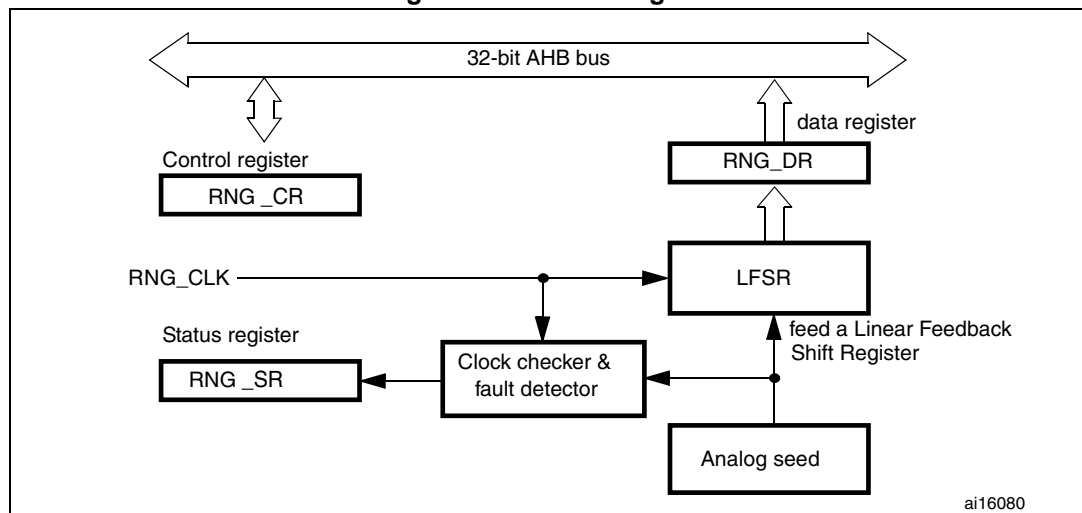 32-bit AHB bus
data register
Control register
RNG_DR
RNG _CR
RNG_CLK
LFSR
feed a Linear Feedback
Shift Register
Status register
Clock checker &
fault detector
RNG _SR
Analog seed
ai16080